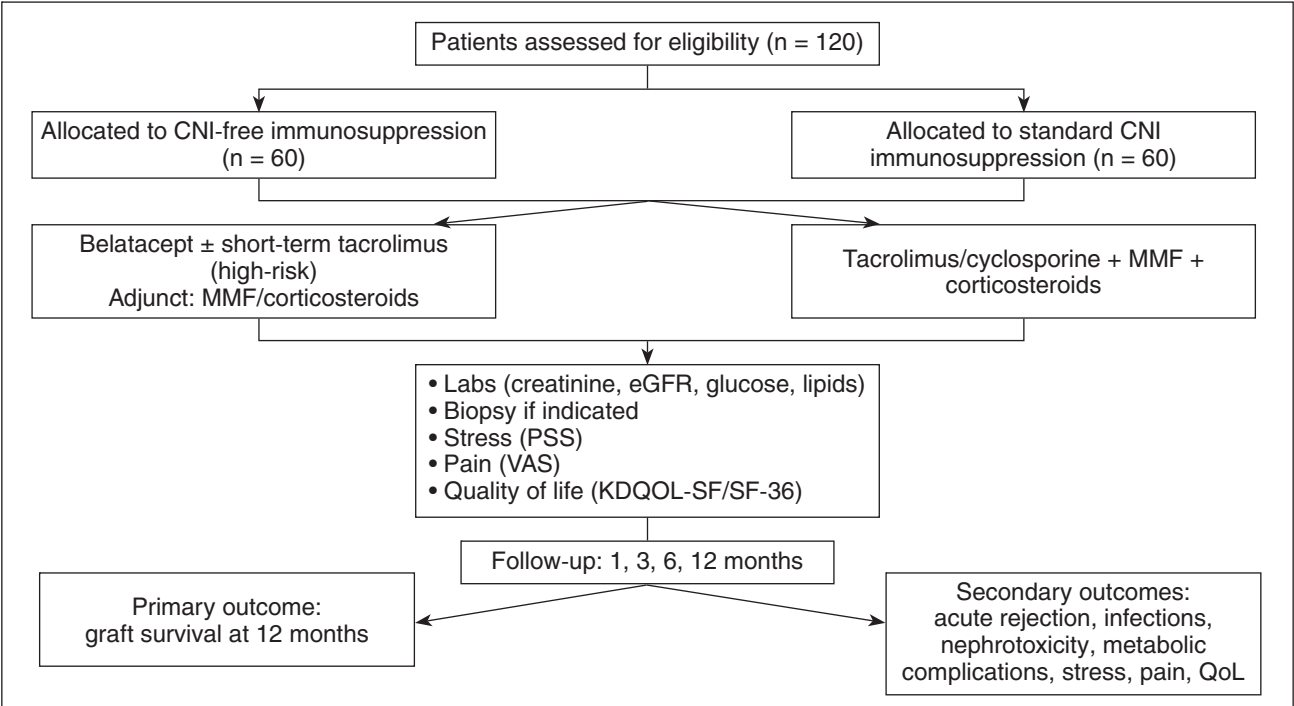 Patients assessed for eligibility (n = 120)
Allocated to CNI-free immunosuppression
(n = 60)
Allocated to standard CNI
immunosuppression (n = 60)
Belatacept ± short-term tacrolimus
(high-risk)
Adjunct: MMF/corticosteroids
Tacrolimus/cyclosporine + MMF +
corticosteroids
• Labs (creatinine, eGFR, glucose, lipids)
• Biopsy if indicated
• Stress (PSS)
• Pain (VAS)
• Quality of life (KDQOL-SF/SF-36)
Follow-up: 1, 3, 6, 12 months
Primary outcome:
graft survival at 12 months
Secondary outcomes:
acute rejection, infections,
nephrotoxicity, metabolic
complications, stress, pain, QoL